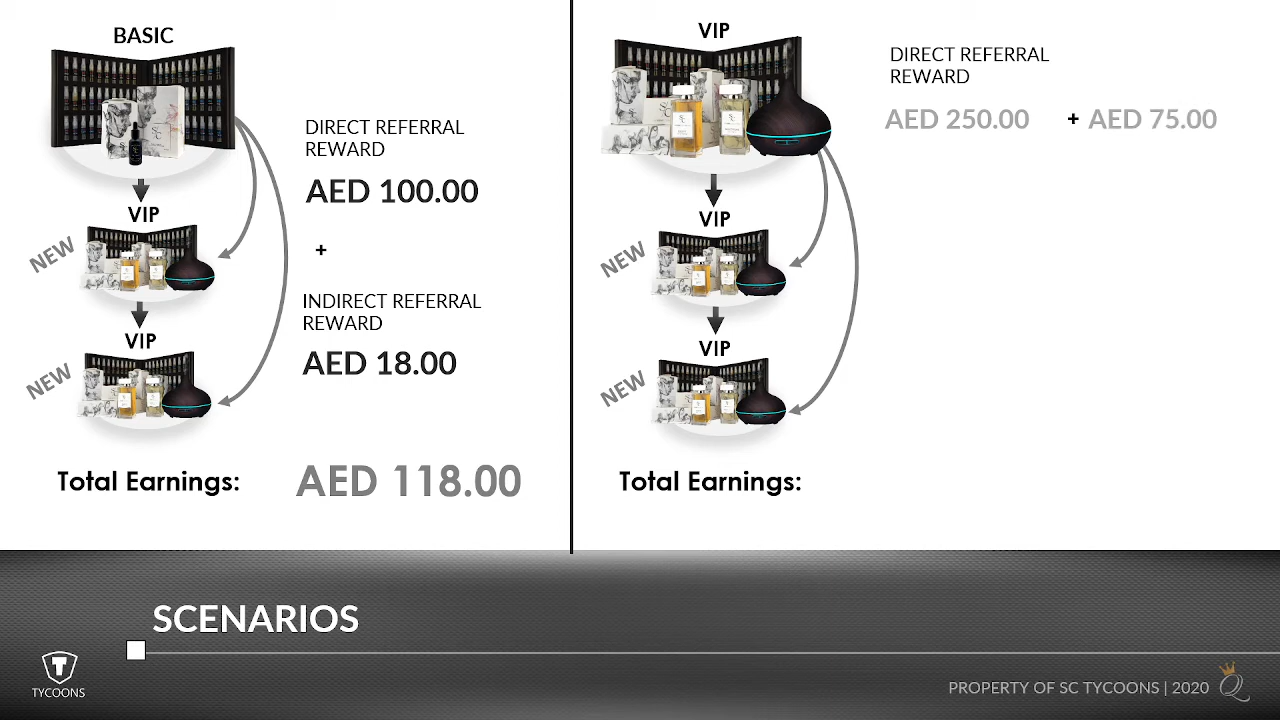 BASIC
DIRECT REFERRAL
REWARD
AED 100.00
+
VIP
NEW
INDIRECT REFERRAL
REWARD
AED 18.00
VIP
NEW
Total Earnings:
AED 118.00
VIP
DIRECT REFERRAL
REWARD
AED 250.00 + AED 75.00
VIP
NEW
VIP
NEW
Total Earnings:
SCENARIOS
TYCOONS
PROPERTY OF SC TYCOONS | 2020